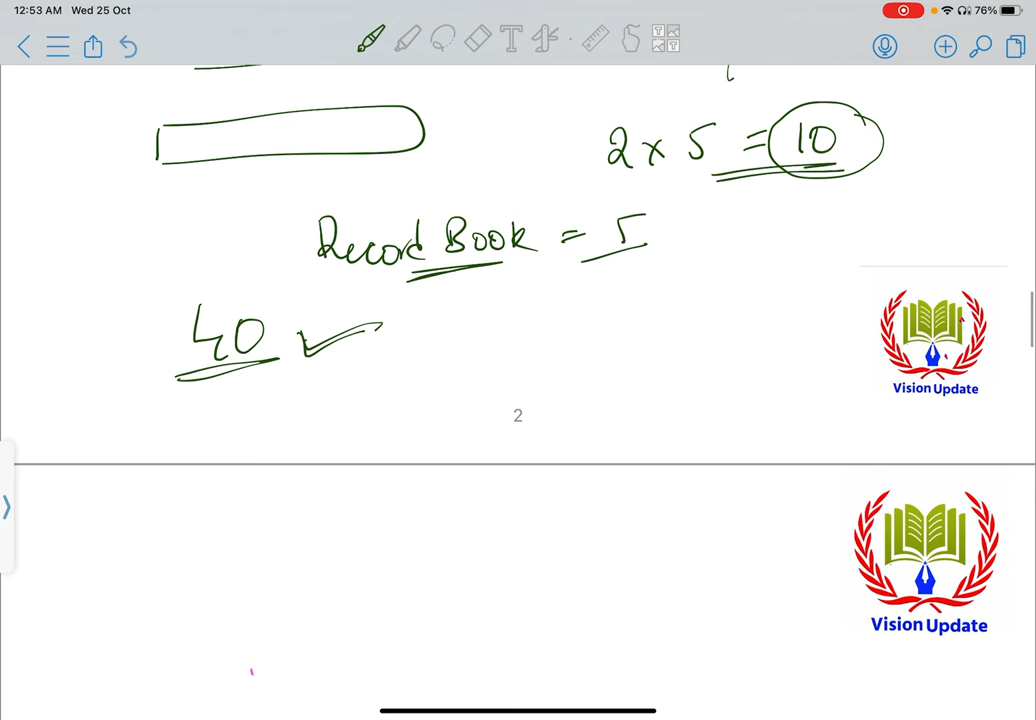 12:53 AM Wed 25 Oct
76%
2 x 5 = 10
Record Book = 5
40
Vision Update
2
Vision Update